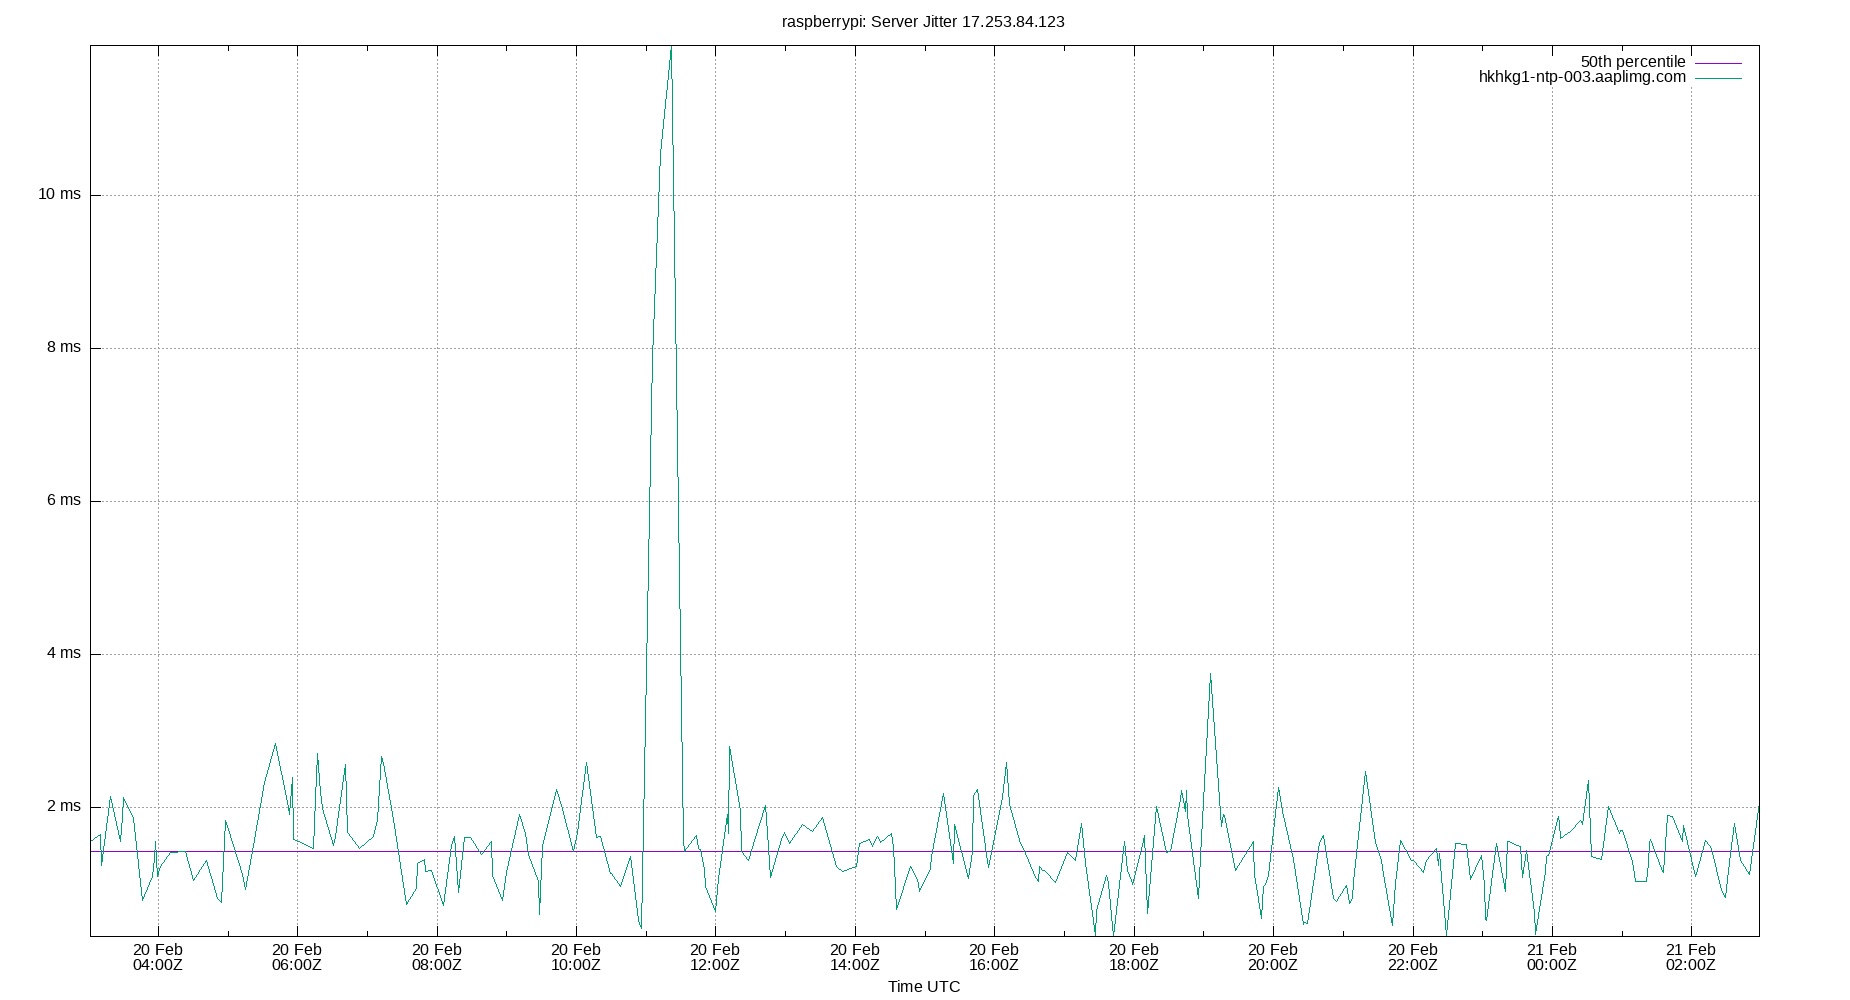 raspberrypi: Server Jitter 17.253.84.123
50th percentile
hkhkg1-ntp-003.aaplimg.com
10 ms
8 ms
6 ms
4 ms
2 ms
20 Feb 20 Feb 20 Feb 20 Feb 20 Feb 20 Feb 20 Feb 20 Feb 20 Feb 20 Feb 21 Feb 21 Feb
04:00Z 06:00Z 08:00Z 10:00Z 12:00Z 14:00Z 16:00Z 18:00Z 20:00Z 22:00Z 00:00Z 02:00Z
Time UTC